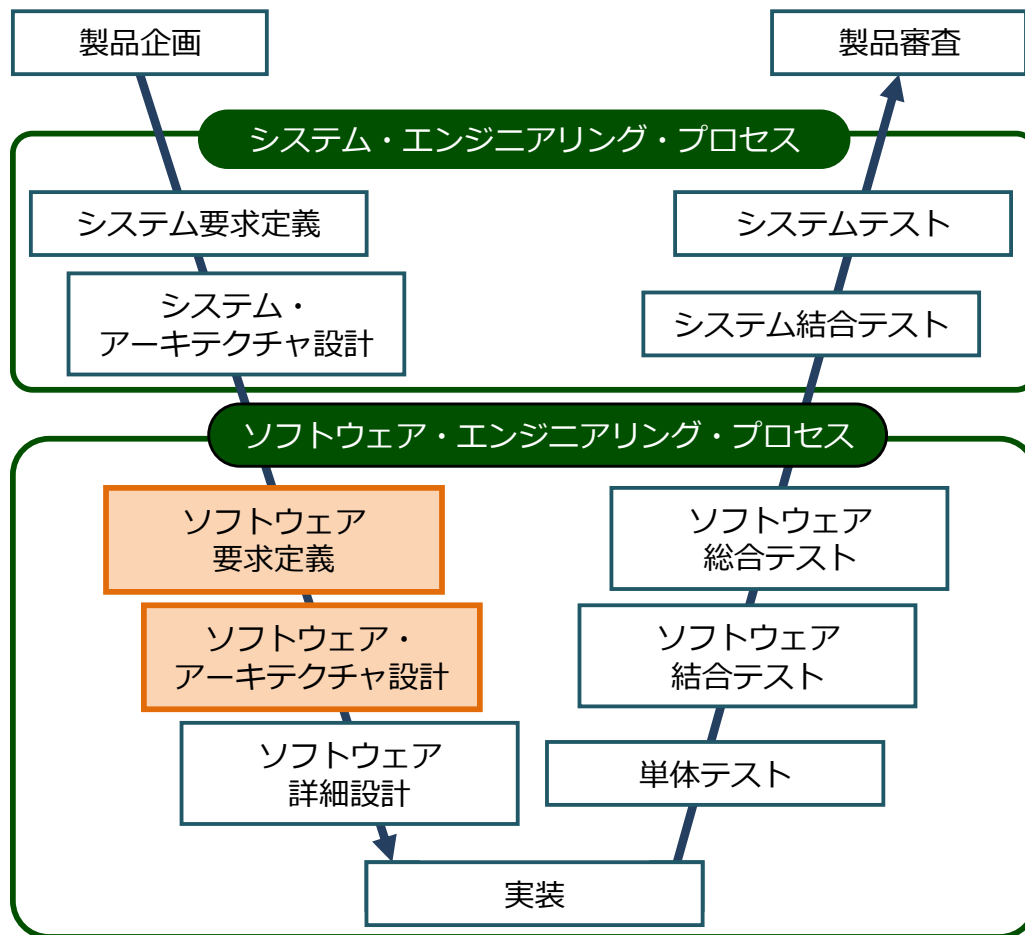 製品企画
製品審査
システム・エンジニアリング・プロセス
システム要求定義
システムテスト
システム・
アーキテクチャ設計
システム結合テスト
ソフトウェア・エンジニアリング・プロセス
ソフトウェア
要求定義
ソフトウェア
総合テスト
ソフトウェア・
アーキテクチャ設計
ソフトウェア
結合テスト
ソフトウェア
詳細設計
単体テスト
実装